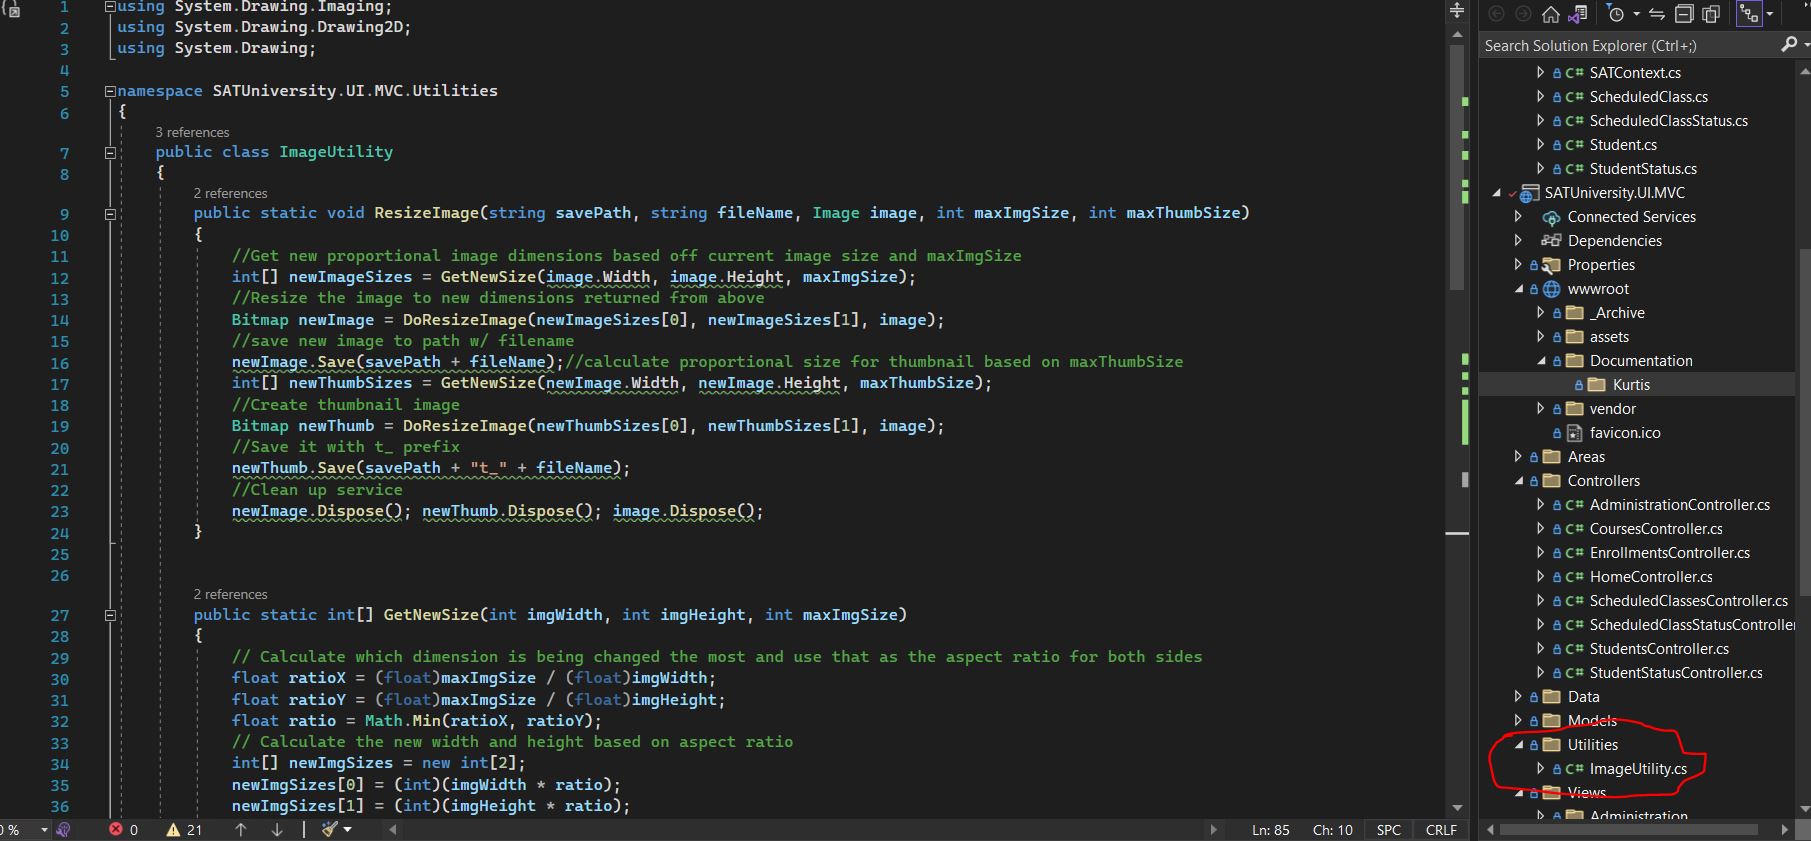 1 using System.Drawing.Imaging;
2 using System.Drawing.Drawing2D;
3 using System.Drawing;
4
5 namespace SATUniversity.UI.MVC.Utilities
6 {
3 references
7 public class ImageUtility
8 {
2 references
9 public static void ResizeImage(string savePath, string fileName, Image image, int maxImgSize, int maxThumbSize)
10 {
11 //Get new proportional image dimensions based off current image size and maxImgSize
12 int[] newImageSizes = GetNewSize(image.Width, image.Height, maxImgSize);
13 //Resize the image to new dimensions returned from above
14 Bitmap newImage = DoResizeImage(newImageSizes[0], newImageSizes[1], image);
15 //save new image to path w/ filename
16 newImage.Save(savePath + fileName);//calculate proportional size for thumbnail based on maxThumbSize
17 int[] newThumbSizes = GetNewSize(newImage.Width, newImage.Height, maxThumbSize);
18 //Create thumbnail image
19 Bitmap newThumb = DoResizeImage(newThumbSizes[0], newThumbSizes[1], image);
20 //Save it with t_ prefix
21 newThumb.Save(savePath + "t_" + fileName);
22 //Clean up service
23 newImage.Dispose(); newThumb.Dispose(); image.Dispose();
24 }
25
26
2 references
27 public static int[] GetNewSize(int imgWidth, int imgHeight, int maxImgSize)
28 {
29 // Calculate which dimension is being changed the most and use that as the aspect ratio for both sides
30 float ratioX = (float)maxImgSize / (float)imgWidth;
31 float ratioY = (float)maxImgSize / (float)imgHeight;
32 float ratio = Math.Min(ratioX, ratioY);
33 // Calculate the new width and height based on aspect ratio
34 int[] newImgSizes = new int[2];
35 newImgSizes[0] = (int)(imgWidth * ratio);
36 newImgSizes[1] = (int)(imgHeight * ratio);
0 % 0 21 Ln: 85 Ch: 10 SPC CRLF
Search Solution Explorer (Ctrl+;)
C# SATContext.cs
C# ScheduledClass.cs
C# ScheduledClassStatus.cs
C# Student.cs
C# StudentStatus.cs
SATUniversity.UI.MVC
Connected Services
Dependencies
Properties
wwwroot
_Archive
assets
Documentation
Kurtis
vendor
favicon.ico
Areas
Controllers
C# AdministrationController.cs
C# CoursesController.cs
C# EnrollmentsController.cs
C# HomeController.cs
C# ScheduledClassesController.cs
C# ScheduledClassStatusController
C# StudentsController.cs
C# StudentStatusController.cs
Data
Models
Utilities
C# ImageUtility.cs
Views
Administration